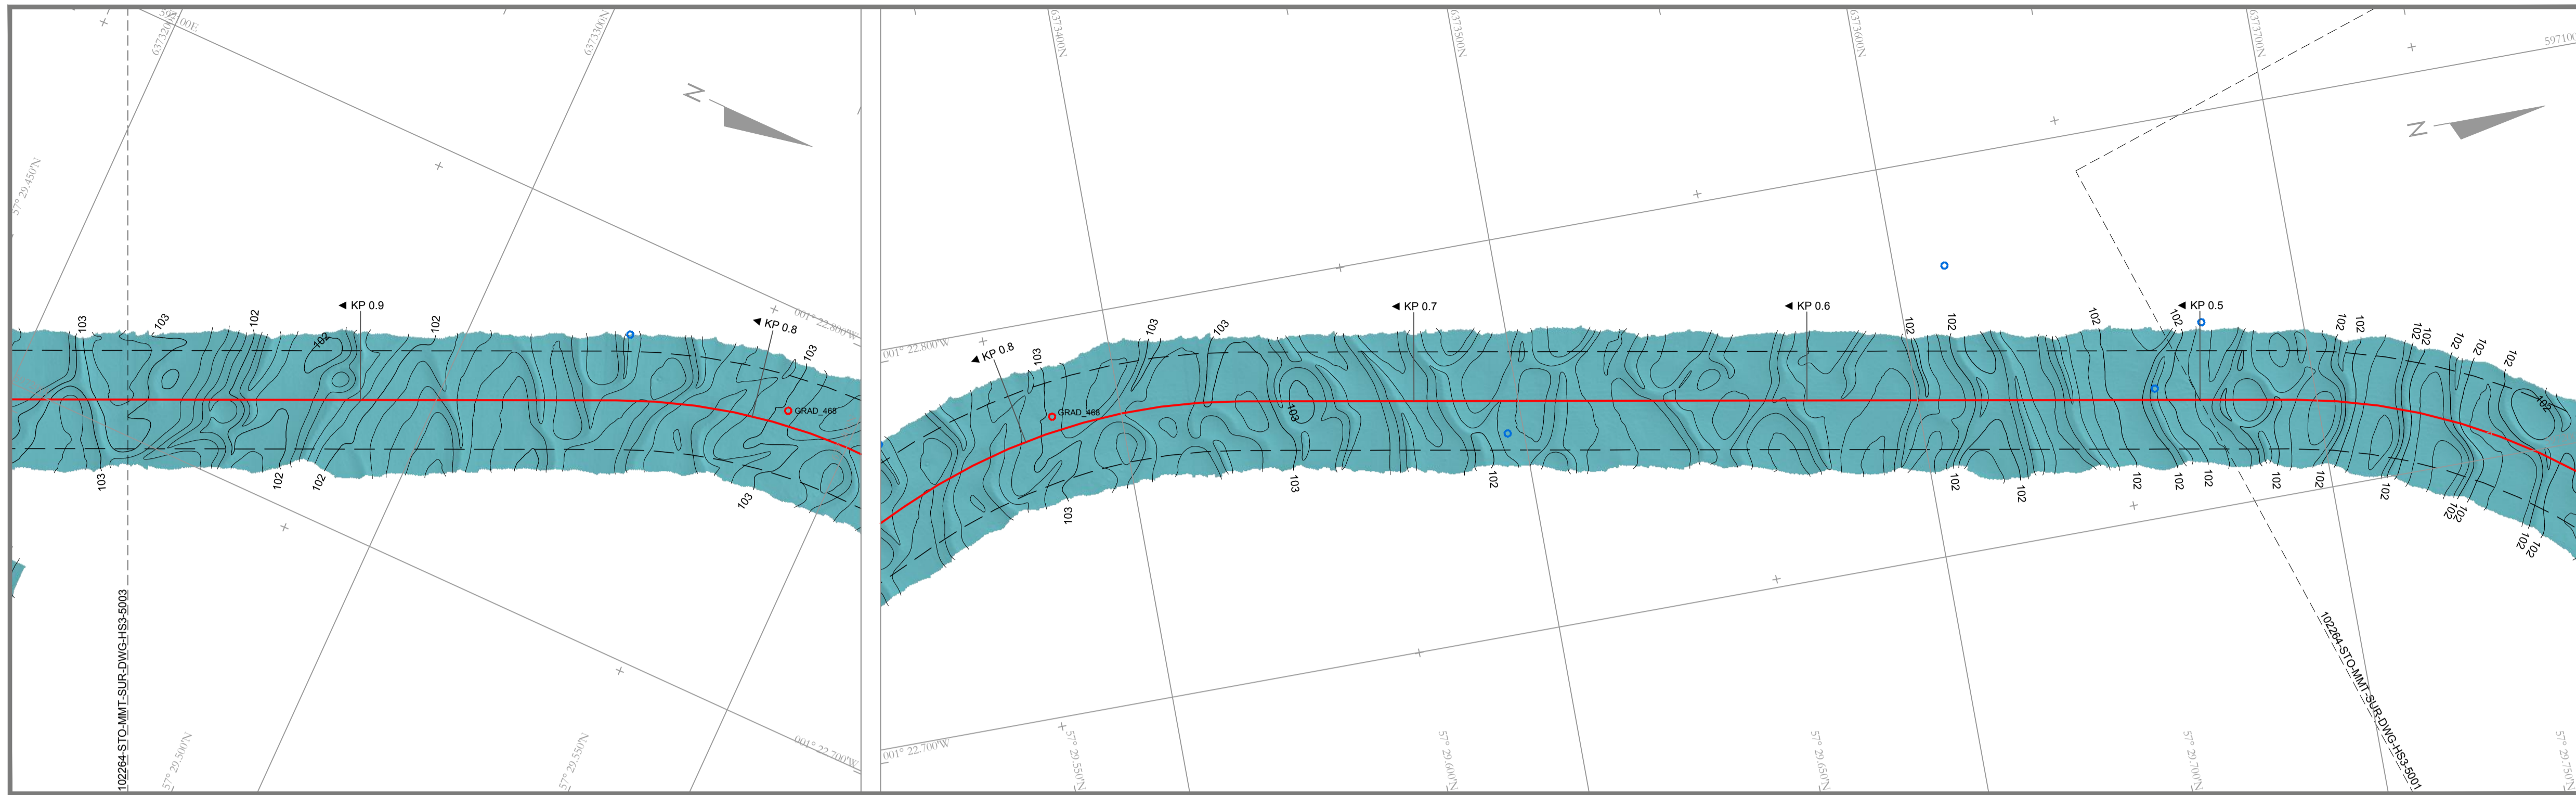 6373300N
57° 29.450'N
N
◄ KP 0.9
◄ KP 0.8
001° 22.800'W
103
103
102
102
102
103
GRAD_468
103
102
102
103
102264-STO-MMT-SUR-DWG-HS3-5003
57° 29.500'N
57° 29.550'N
001° 22.700'W
6373400N
6373500N
6373600N
6373700N
597100
N
001° 22.800'W
◄ KP 0.8
◄ KP 0.7
◄ KP 0.6
◄ KP 0.5
103
103
103
102
102
102
102
102
102
102
102
102
102
102
102
GRAD_468
103
103
103
102
102
102
102
102
102
102
102
102
102
102
102
102
001° 22.700'W
57° 29.550'N
57° 29.600'N
57° 29.650'N
57° 29.700'N
57° 29.750'N
102264-STO-MMT-SUR-DWG-HS3-5001